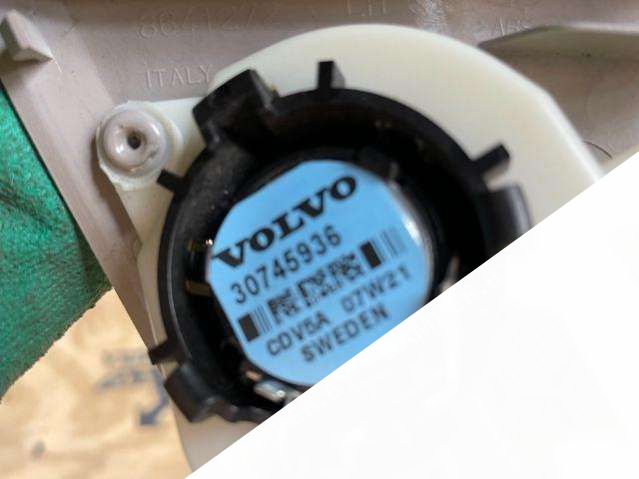 ITALY
VOLVO
30745936
CDV5A 07W21
SWEDEN